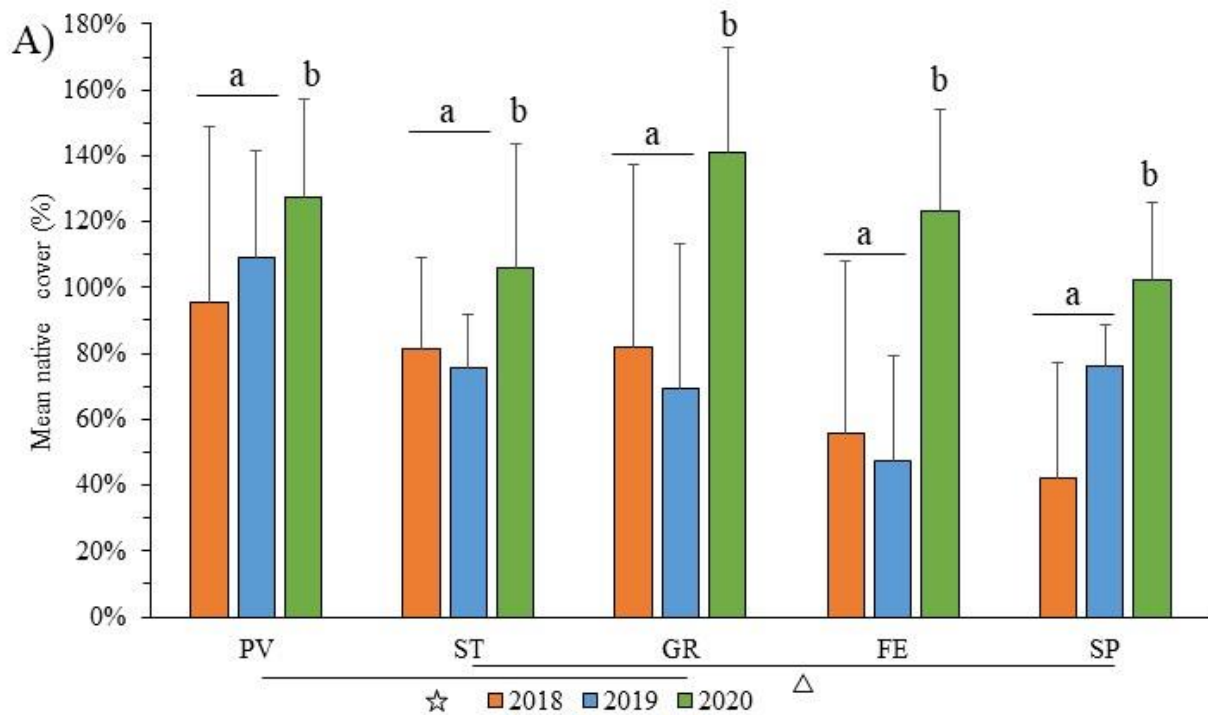 A)
Mean native cover (%)
180%
160%
140%
120%
100%
80%
60%
40%
20%
0%
a b
a b
a b
a b
a b
PV ST GR FE SP
☆ △
2018 2019 2020